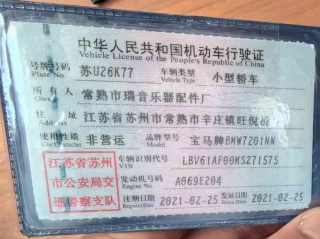 中华人民共和国机动车行驶证
Vehicle License of the People's Republic of China
号牌号码 苏U26K77 车辆类型 小型轿车
Plate No. Vehicle Type
所有人 常熟市瑞音乐器配件厂
Owner
住址 江苏省苏州市常熟市辛庄镇旺倪桥
使用性质 非营运 品牌型号 宝马牌BMW7201NN
Use Character Model
江苏省苏州 车辆识别代号
VIN
市公安局交 发动机号码 A869E204
Engine No.
通警察支队 注册日期 2021-02-25 发证日期 2021-02-25
Register Date Issue Date